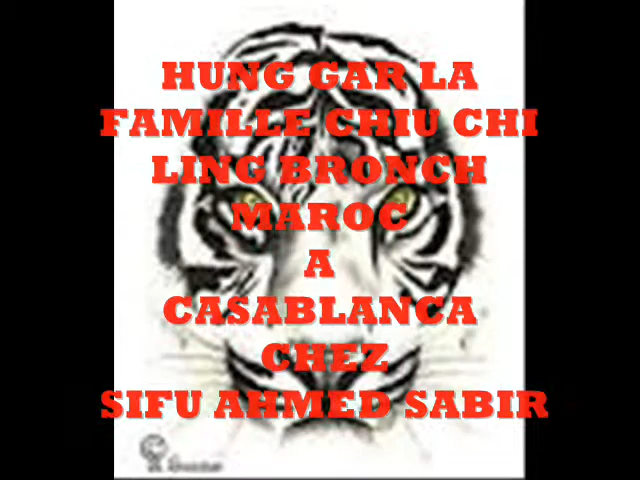 HUNG GAR LA
FAMILLE CHIU CHI
LING BRONCH
MAROC
A
CASABLANCA
CHEZ
SIFU AHMED SABIR